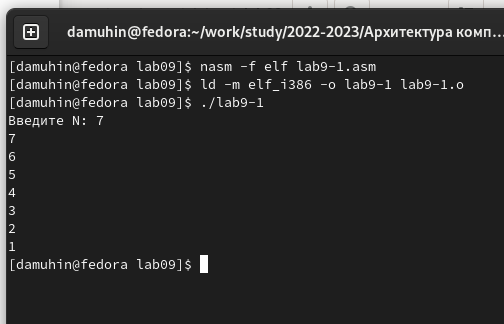 damuhin@fedora:~/work/study/2022-2023/Архитектура комп...
[damuhin@fedora lab09]$ nasm -f elf lab9-1.asm
[damuhin@fedora lab09]$ ld -m elf_i386 -o lab9-1 lab9-1.o
[damuhin@fedora lab09]$ ./lab9-1
Введите N: 7
7
6
5
4
3
2
1
[damuhin@fedora lab09]$